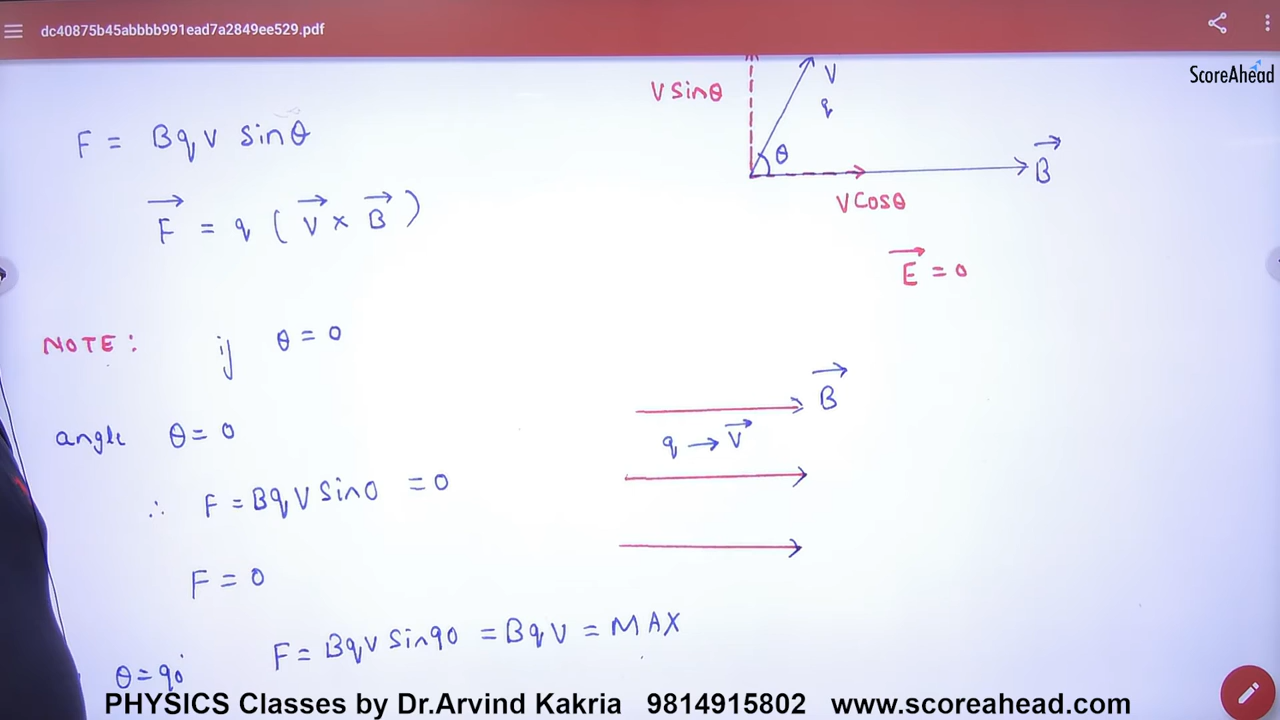 dc40875b45abbbb991ead7a2849ee529.pdf
ScoreAhead
V
V Sinθ
q
F = BqV Sinθ
θ
B⃗
V Cosθ
F⃗ = q ( V⃗ × B⃗ )
E⃗ = 0
NOTE : if θ = 0
B⃗
angle θ = 0
q → V⃗
∴ F = BqV Sin0 = 0
F = 0
F = BqV Sin90 = BqV = MAX
θ = 90°
PHYSICS Classes by Dr.Arvind Kakria 9814915802 www.scoreahead.com